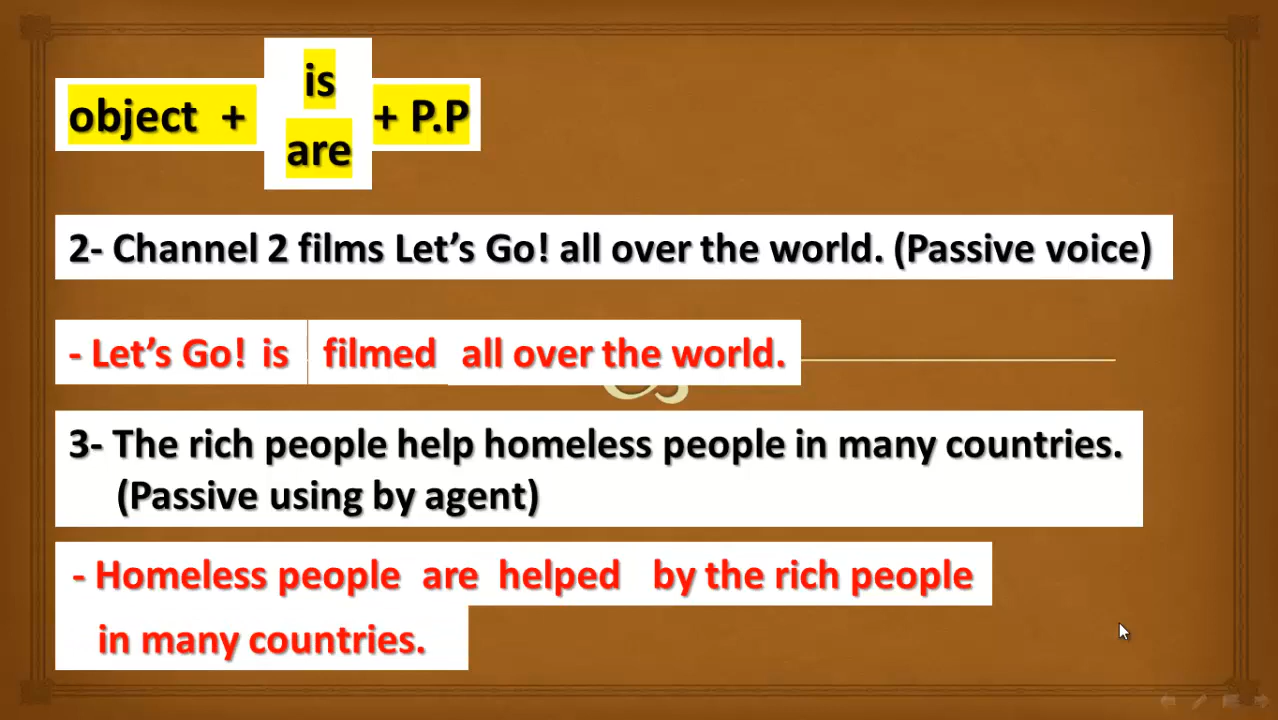 is
object + + P.P
are
2- Channel 2 films Let's Go! all over the world. (Passive voice)
- Let's Go! is filmed all over the world.
3- The rich people help homeless people in many countries.
(Passive using by agent)
- Homeless people are helped by the rich people
in many countries.